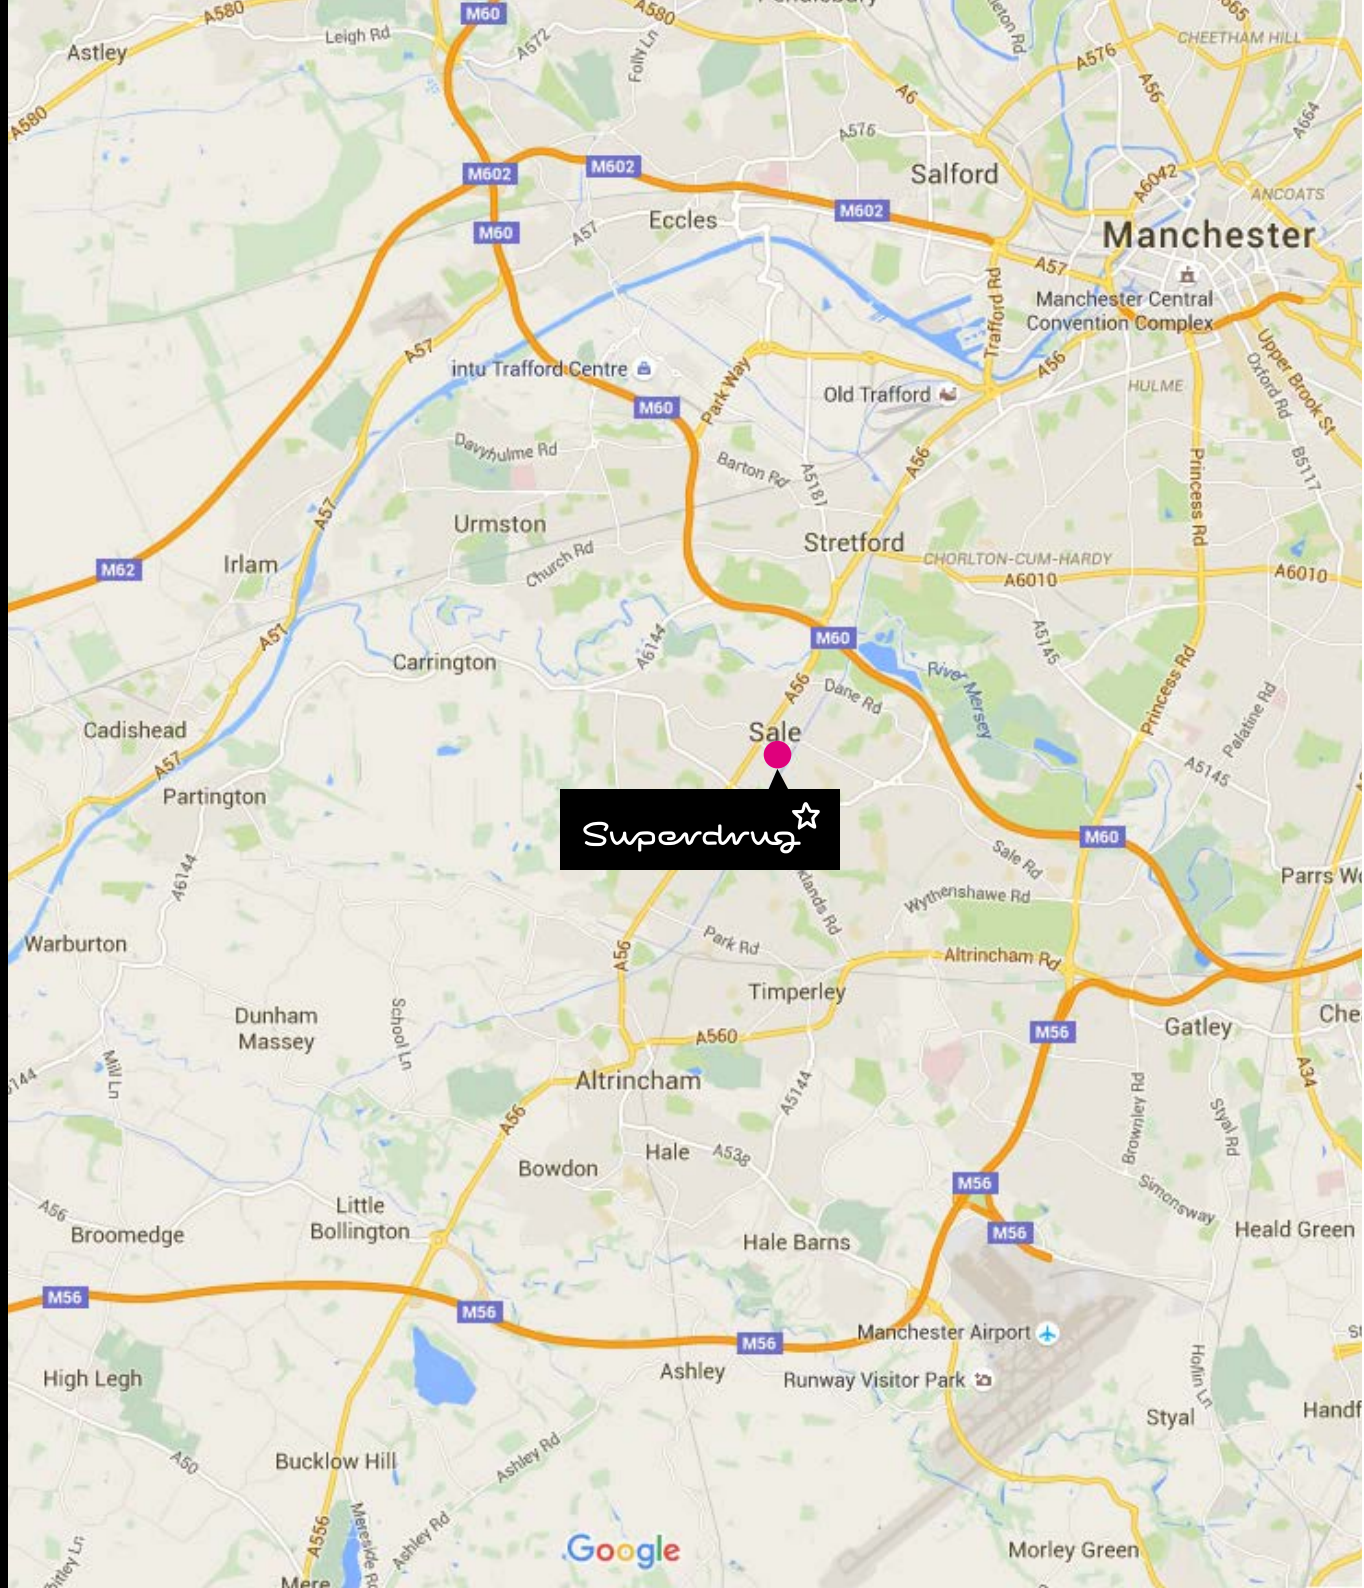 M60
A580
A580
A665
Astley
Leigh Rd
A572
Folly Ln
CHEETHAM HILL
A576
A56
A6
A580
A664
A576
M602
M602
Salford
A6042
ANCOATS
M602
Eccles
M60
A57
Manchester
A57
Trafford Rd
Manchester Central
Convention Complex
A57
intu Trafford Centre
A56
Upper Brook St
Oxford Rd
HULME
Park Way
Old Trafford
M60
Davyhulme Rd
Barton Rd
A56
A5181
B5117
Princess Rd
A57
Urmston
Stretford
CHORLTON-CUM-HARDY
Church Rd
Irlam
M62
A6010
A6010
A57
M60
A6144
A5145
Carrington
River Mersey
Princess Rd
A56
Dane Rd
Palatine Rd
Cadishead
Sale
A57
A5145
Partington
Superdrug
M60
Sale Rd
A6144
Parrs Wo
klands Rd
Wythenshawe Rd
Warburton
A56
Park Rd
Altrincham Rd
Timperley
Dunham
Massey
School Ln
Che
M56
Gatley
A560
Mill Ln
144
Altrincham
A5144
A34
Brownley Rd
Styal Rd
A56
Hale
A538
Bowdon
M56
Simonsway
A56
Little
Bollington
Broomedge
Hale Barns
M56
Heald Green
M56
M56
M56
Manchester Airport
Ashley
Runway Visitor Park
High Legh
Hollin Ln
Styal
Handf
A50
Bucklow Hill
Ashley Rd
A556
Mereside Rd
Ashley Rd
Google
Morley Green
Mere